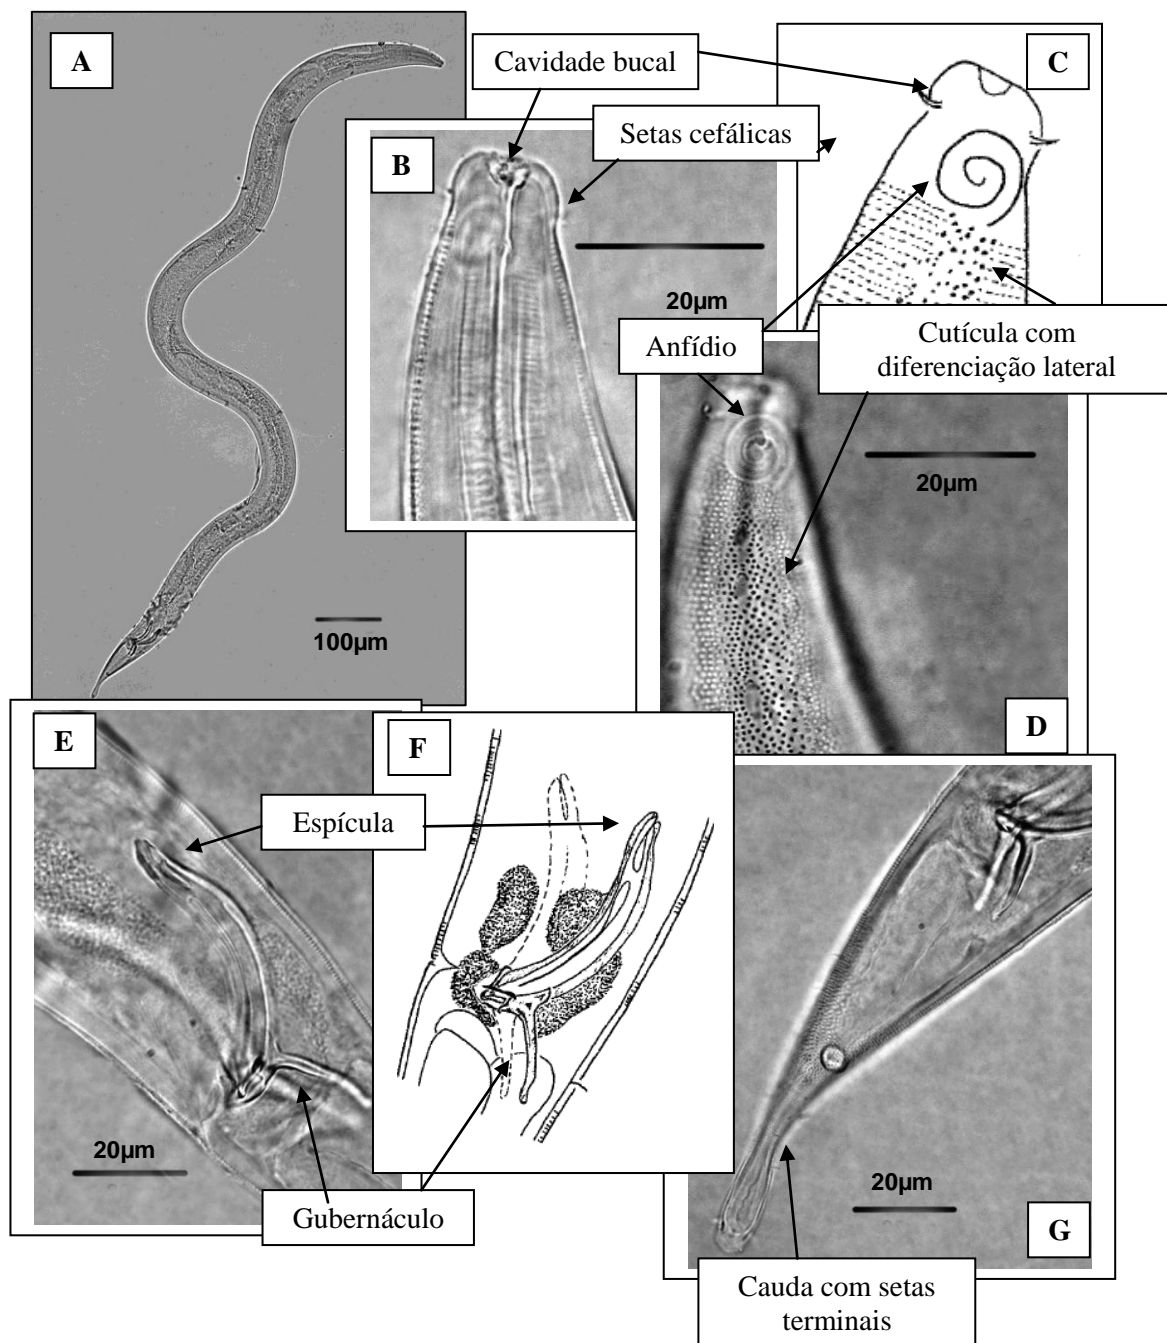 A
Cavidade bucal
C
Setas cefálicas
B
20µm
Anfídio
Cutícula com
diferenciação lateral
20µm
100µm
D
E
F
Espícula
20µm
Gubernáculo
20µm
G
Cauda com setas
terminais